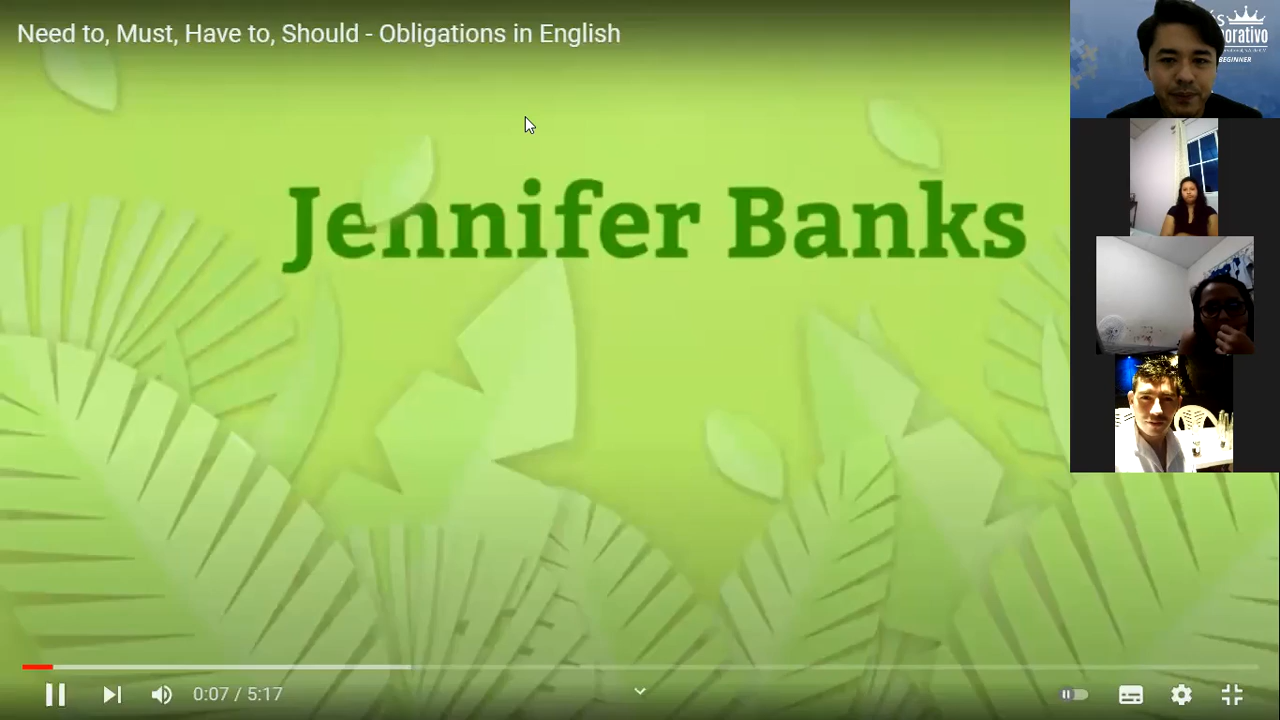 Need to, Must, Have to, Should - Obligations in English
Jennifer Banks
BEGINNER
0:07 / 5:17